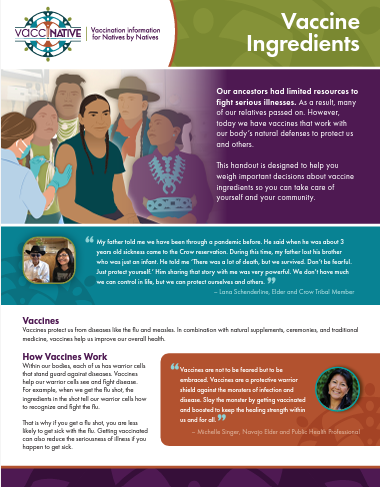 VACCINATIVE
Vaccination information
for Natives by Natives
Vaccine
Ingredients
Our ancestors had limited resources to
fight serious illnesses. As a result, many
of our relatives passed on. However,
today we have vaccines that work with
our body's natural defenses to protect us
and others.
This handout is designed to help you
weigh important decisions about vaccine
ingredients so you can take care of
yourself and your community.
“ My father told me we have been through a pandemic before. He said when he was about 3
years old sickness came to the Crow reservation. During this time, my father lost his brother
who was just an infant. He told me ‘There was a lot of death, but we survived. Don't be fearful.
Just protect yourself.’ Him sharing that story with me was very powerful. We don't have much
we can control in life, but we can protect ourselves and others. ”
– Lana Schenderline, Elder and Crow Tribal Member
Vaccines
Vaccines protect us from diseases like the flu and measles. In combination with natural supplements, ceremonies, and traditional
medicine, vaccines help us improve our overall health.
How Vaccines Work
Within our bodies, each of us has warrior cells
that stand guard against diseases. Vaccines
help our warrior cells see and fight disease.
For example, when we get the flu shot, the
ingredients in the shot tell our warrior cells how
to recognize and fight the flu.
That is why if you get a flu shot, you are less
likely to get sick with the flu. Getting vaccinated
can also reduce the seriousness of illness if you
happen to get sick.
“ Vaccines are not to be feared but to be
embraced. Vaccines are a protective warrior
shield against the monsters of infection and
disease. Slay the monster by getting vaccinated
and boosted to keep the healing strength within
us and for all. ”
– Michelle Singer, Navajo Elder and Public Health Professional